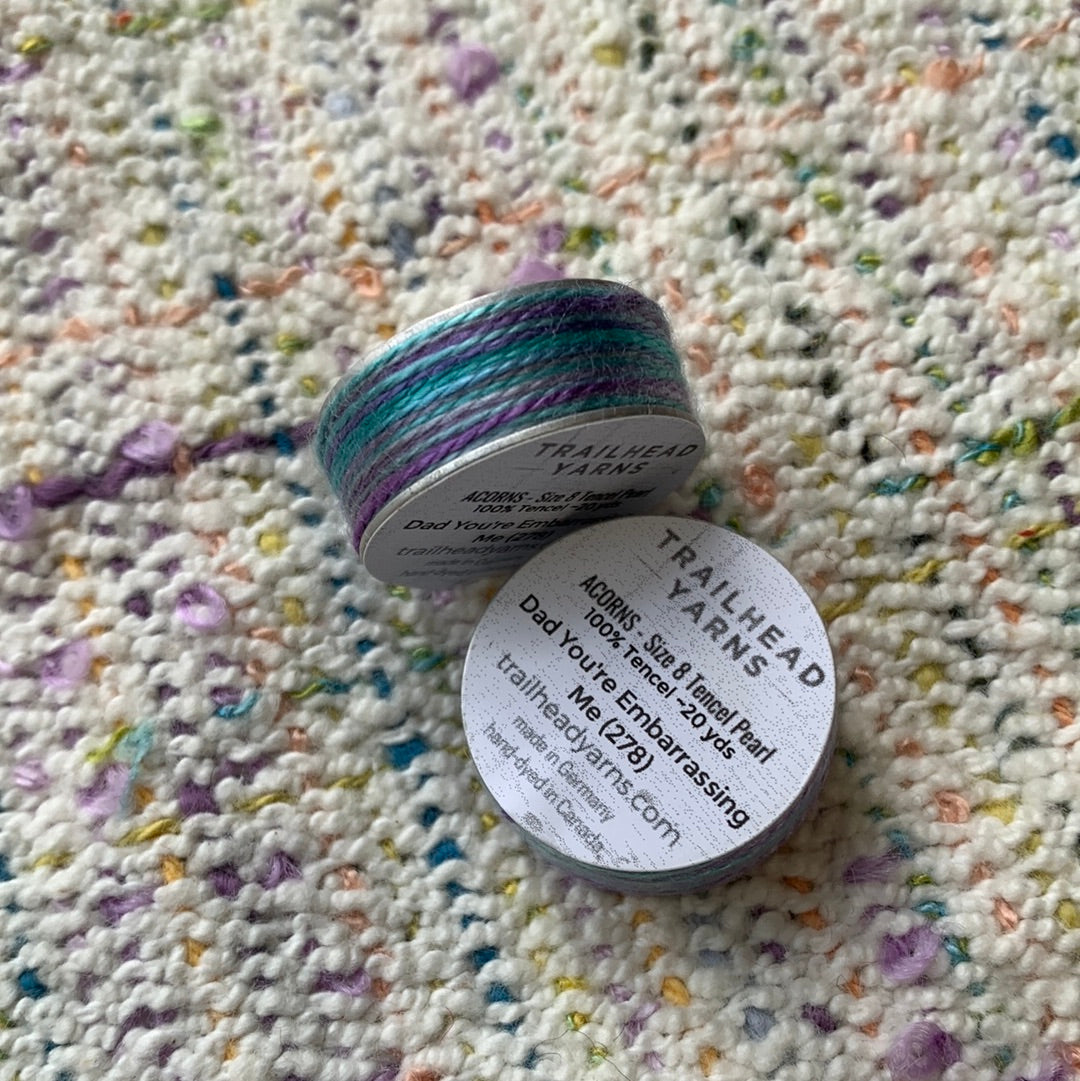 TRAILHEAD
YARNS
ACORNS - Size 8 Tencel Pearl
100% Tencel ~20 yds
Dad You're
Me (278)
trailheadyarns
TRAILHEAD
YARNS
ACORNS - Size 8 Tencel Pearl
100% Tencel ~20 yds
Dad You're Embarrassing
Me (278)
trailheadyarns.com
made in Germany
hand-dyed in Canada